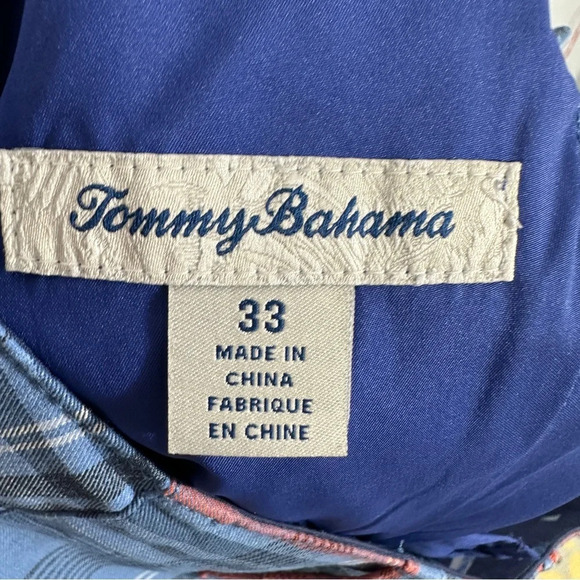 Tommy Bahama
33
MADE IN
CHINA
FABRIQUE
EN CHINE